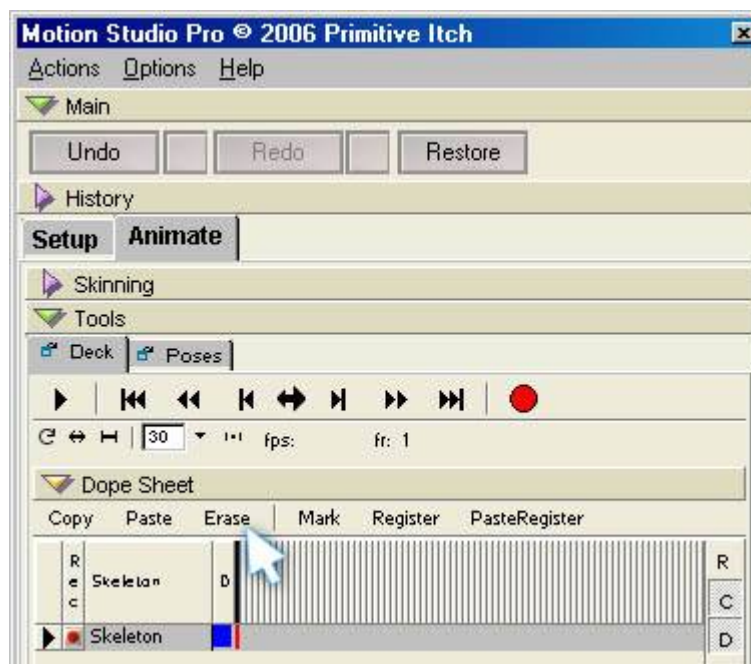 Motion Studio Pro © 2006 Primitive Itch
Actions Options Help
Main
Undo Redo Restore
History
Setup Animate
Skinning
Tools
Deck Poses
30 fps: fr: 1
Dope Sheet
Copy Paste Erase Mark Register PasteRegister
Rec Skeletan D R
C
Skeleton D